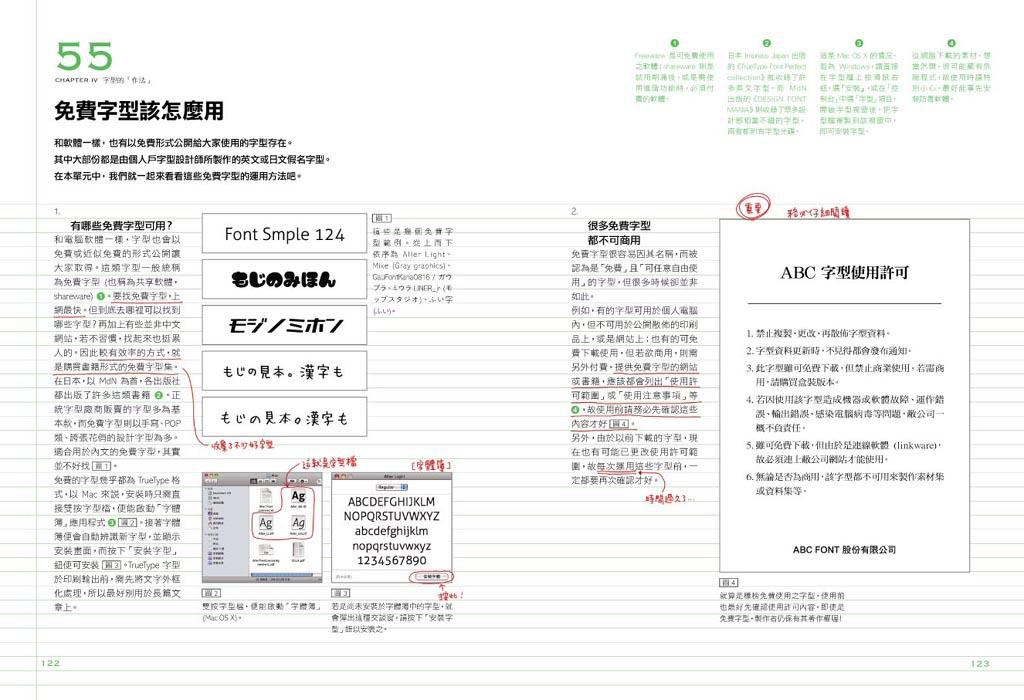 55
CHAPTER IV 字型的「作法」
免費字型該怎麼用
和軟體一樣，也有以免費形式公開給大家使用的字型存在。
其中大部份都是由個人戶字型設計師所製作的英文或日文假名字型。
在本單元中，我們就一起來看看這些免費字型的運用方法吧。
1.
有哪些免費字型可用？
和電腦軟體一樣，字型也會以
免費或近似免費的形式公開讓
大家取得。這類字型一般統稱
為免費字型 (也稱為共享軟體，
shareware) 1。要找免費字型，上
網最快。但到底去哪裡可以找到
哪些字型？再加上有些並非中文
網站，若不習慣，找起來也挺累
人的。因此較有效率的方式，就
是購買書籍形式的免費字型集。
在日本，以 MdN 為首，各出版社
都出版了許多這類書籍 2。正
統字型廠商販賣的字型多為基
本款，而免費字型則以手寫、POP
類、誇張花俏的設計字型為多。
適合用於內文的免費字型，其實
並不好找 圖1。
免費的字型幾乎都為 TrueType 格
式，以 Mac 來說，安裝時只需直
接雙按字型檔，便能啟動「字體
簿」應用程式 3 圖2。接著字體
簿便會自動辨識新字型，並顯示
安裝畫面，而按下「安裝字型」
鈕便可安裝 圖3。TrueType 字型
於印刷輸出前，需先將文字外框
化處理，所以最好別用於長篇文
章上。
Font Smple 124
もじのみほん
モジノミホン
もじの見本。漢字も
もじの見本。漢字も
圖1
這些是幾個免費字
型範例。從上而下
依序為 Aller Light、
Mike (Gray graphics)、
GauFontKana0816 / ガウ
プラ、ミウラLINER_jr (モ
ップスタジオ)、ふい字
(ふい)。
收集了不少好字型
這就是字型檔
[字體簿]
Ag
Ag
Ag
Aller Light
Regular
ABCDEFGHIJKLM
NOPQRSTUVWXYZ
abcdefghijklm
nopqrstuvwxyz
1234567890
安裝字體
按此！
圖2
雙按字型檔，便能啟動「字體簿」
(Mac OS X)。
圖3
若是尚未安裝於字體簿中的字型，就
會彈出這種交談窗，請按下「安裝字
型」鈕以安裝之。
122
1
Freeware 是可免費使用
之軟體；shareware 則是
試用期滿後，或是需使
用進階功能時，必須付
費的軟體。
2
日本 Impress Japan 出版
的《TrueType Font Perfect
collection》就收錄了許
多英文字型，而 MdN
出版的《DESIGN FONT
MANIA》則收錄了眾多設
計師相當不錯的字型，
兩者都附有字型光碟。
3
這是 Mac OS X 的情況。
若為 Windows，請直接
在字型檔上按滑鼠右
鈕，選「安裝」，或在「控
制台」中選「字型」項目，
開啟字型視窗後，把字
型檔複製到該視窗中，
即可安裝字型。
4
從網路下載的素材，想
當然爾，很可能藏有危
險程式，故使用時請特
別小心，最好能事先安
裝防毒軟體。
2.
很多免費字型
都不可商用
免費字型很容易因其名稱，而被
認為是「免費」且「可任意自由使
用」的字型，但很多時候卻並非
如此。
例如，有的字型可用於個人電腦
內，但不可用於公開散佈的印刷
品上，或是網站上；也有的可免
費下載使用，但若欲商用，則需
另外付費。提供免費字型的網站
或書籍，應該都會列出「使用許
可範圍」或「使用注意事項」等
4，故使用前請務必先確認這些
內容才好 圖4。
另外，由於以前下載的字型，現
在也有可能已更改使用許可範
圍，故每次運用這些字型前，一
定都要再次確認才好。
時間過久了…
重要
務必仔細閱讀
ABC 字型使用許可
1. 禁止複製、更改、再散佈字型資料。
2. 字型資料更新時，不見得都會發布通知。
3. 此字型雖可免費下載，但禁止商業使用，若需商
用，請購買盒裝版本。
4. 若因使用該字型造成機器或軟體故障、運作錯
誤、輸出錯誤、感染電腦病毒等問題，敝公司一
概不負責任。
5. 雖可免費下載，但由於是連線軟體 (linkware)，
故必須連上敝公司網站才能使用。
6. 無論是否為商用，該字型都不可用來製作素材集
或資料集等。
ABC FONT 股份有限公司
圖4
就算是標榜免費使用之字型，使用前
也最好先確認使用許可內容，即使是
免費字型，製作者仍保有其著作權喔！
123